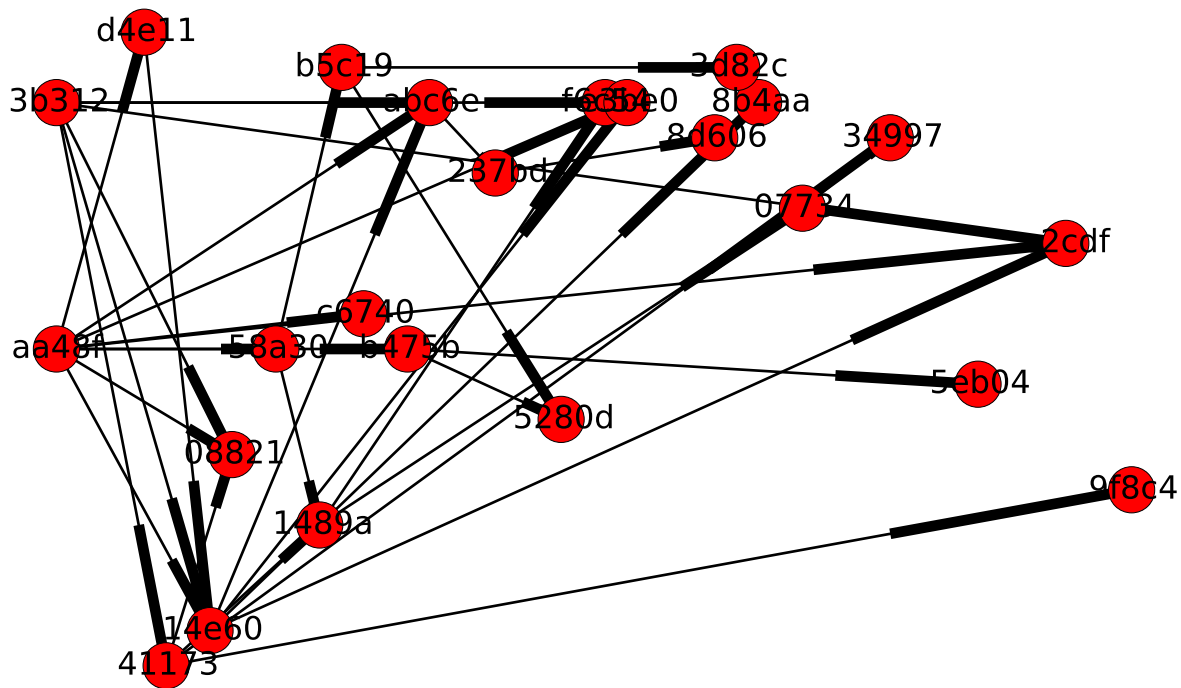 d4e11
b5c19
3d82c
3b312
abc6e
8b4aa
8d606
34997
237bd
07734
2cdf
c6740
aa48f
58a30
b475b
5eb04
5280d
08821
9f8c4
1489a
14e60
41173